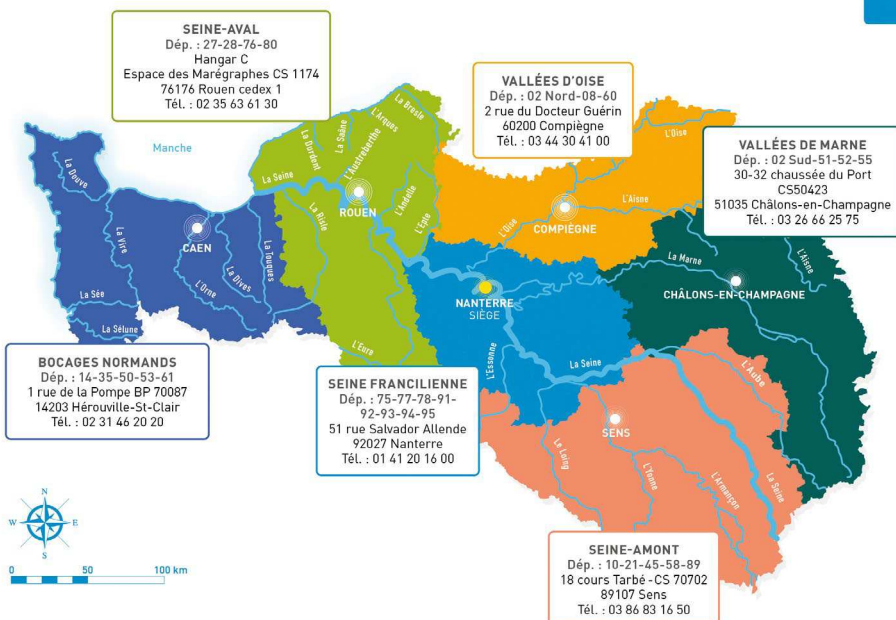 SEINE-AVAL
Dép. : 27-28-76-80
Hangar C
Espace des Marégraphes CS 1174
76176 Rouen cedex 1
Tél. : 02 35 63 61 30
VALLÉES D'OISE
Dép. : 02 Nord-08-60
2 rue du Docteur Guérin
60200 Compiègne
Tél. : 03 44 30 41 00
VALLÉES DE MARNE
Dép. : 02 Sud-51-52-55
30-32 chaussée du Port
CS50423
51035 Châlons-en-Champagne
Tél. : 03 26 66 25 75
Manche
La Douve
La Vire
La Sée
La Sélune
CAEN
L'Orne
La Dives
La Touques
La Seine
La Risle
La Durdent
La Saâne
L'Austreberthe
L'Arques
La Bresle
ROUEN
L'Andelle
L'Epte
L'Eure
L'Oise
L'Oise
L'Aisne
COMPIÈGNE
NANTERRE
SIÈGE
La Marne
L'Aisne
CHÂLONS-EN-CHAMPAGNE
L'Essonne
La Seine
L'Aube
SENS
Le Loing
L'Yonne
L'Armançon
La Seine
BOCAGES NORMANDS
Dép. : 14-35-50-53-61
1 rue de la Pompe BP 70087
14203 Hérouville-St-Clair
Tél. : 02 31 46 20 20
SEINE FRANCILIENNE
Dép. : 75-77-78-91-
92-93-94-95
51 rue Salvador Allende
92027 Nanterre
Tél. : 01 41 20 16 00
SEINE-AMONT
Dép. : 10-21-45-58-89
18 cours Tarbé - CS 70702
89107 Sens
Tél. : 03 86 83 16 50
N
W
E
S
0 50 100 km